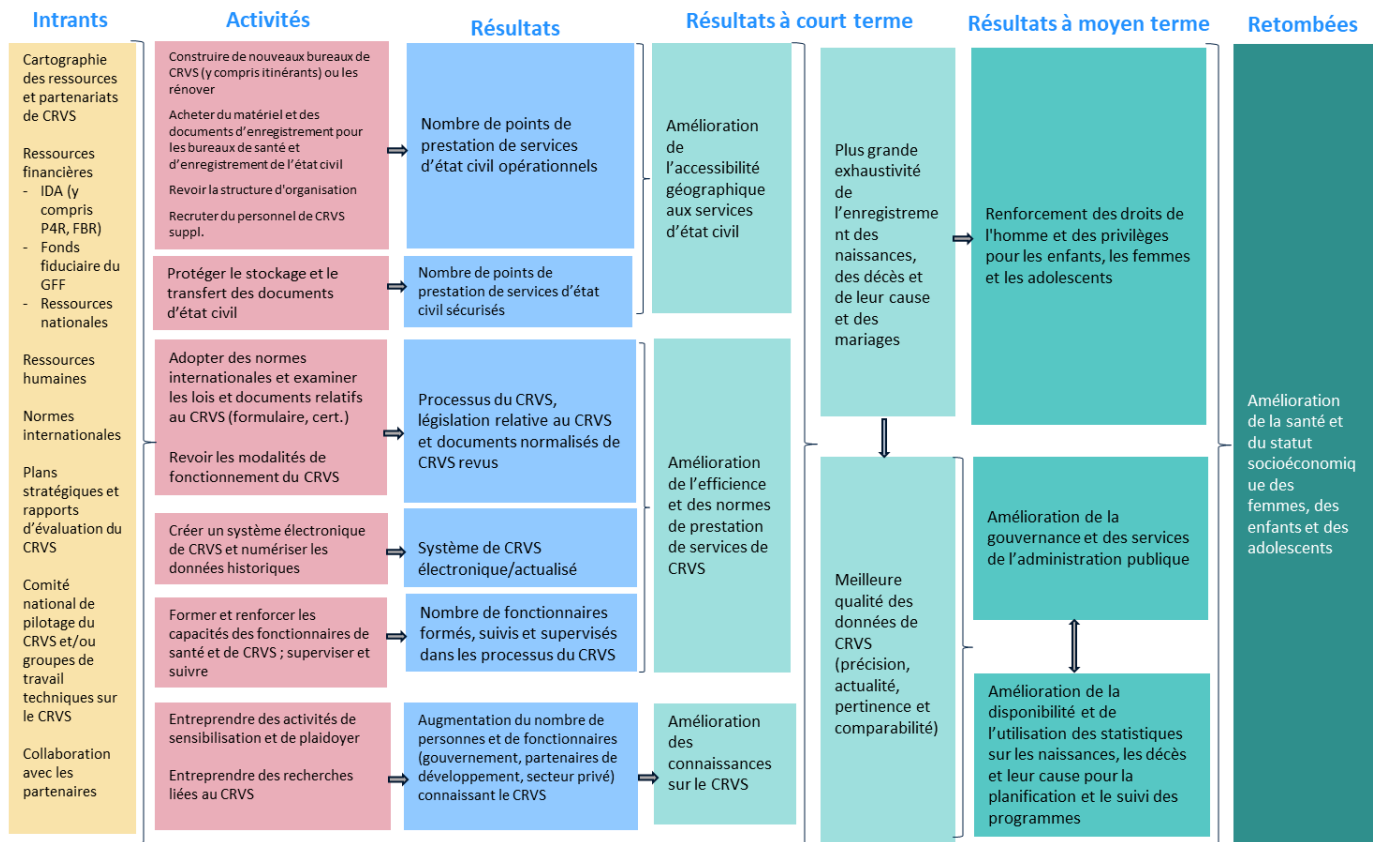 Intrants
Activités
Résultats
Résultats à court terme
Résultats à moyen terme
Retombées
Cartographie
des ressources
et partenariats
de CRVS
Ressources
financières
- IDA (y
compris
P4R, FBR)
- Fonds
fiduciaire du
GFF
- Ressources
nationales
Ressources
humaines
Normes
internationales
Plans
stratégiques et
rapports
d'évaluation du
CRVS
Comité
national de
pilotage du
CRVS et/ou
groupes de
travail
techniques sur
le CRVS
Collaboration
avec les
partenaires
Construire de nouveaux bureaux de
CRVS (y compris itinérants) ou les
rénover
Acheter du matériel et des
documents d'enregistrement pour
les bureaux de santé et
d'enregistrement de l'état civil
Revoir la structure d'organisation
Recruter du personnel de CRVS
suppl.
Protéger le stockage et le
transfert des documents
d'état civil
Adopter des normes
internationales et examiner
les lois et documents relatifs
au CRVS (formulaire, cert.)
Revoir les modalités de
fonctionnement du CRVS
Créer un système électronique
de CRVS et numériser les
données historiques
Former et renforcer les
capacités des fonctionnaires de
santé et de CRVS ; superviser et
suivre
Entreprendre des activités de
sensibilisation et de plaidoyer
Entreprendre des recherches
liées au CRVS
Nombre de points de
prestation de services
d'état civil opérationnels
Nombre de points de
prestation de services d'état
civil sécurisés
Processus du CRVS,
législation relative au CRVS
et documents normalisés de
CRVS revus
Système de CRVS
électronique/actualisé
Nombre de fonctionnaires
formés, suivis et supervisés
dans les processus du CRVS
Augmentation du nombre de
personnes et de fonctionnaires
(gouvernement, partenaires de
développement, secteur privé)
connaissant le CRVS
Amélioration
de
l'accessibilité
géographique
aux services
d'état civil
Amélioration
de l'efficience
et des normes
de prestation
de services de
CRVS
Amélioration
des
connaissances
sur le CRVS
Plus grande
exhaustivité
de
l'enregistreme
nt des
naissances,
des décès et
de leur cause
et des
mariages
Meilleure
qualité des
données de
CRVS
(précision,
actualité,
pertinence et
comparabilité)
Renforcement des droits de
l'homme et des privilèges
pour les enfants, les femmes
et les adolescents
Amélioration de la
gouvernance et des services
de l'administration publique
Amélioration de la
disponibilité et de
l'utilisation des statistiques
sur les naissances, les décès
et leur cause pour la
planification et le suivi des
programmes
Amélioration
de la santé et
du statut
socioéconomiq
ue des
femmes, des
enfants et des
adolescents